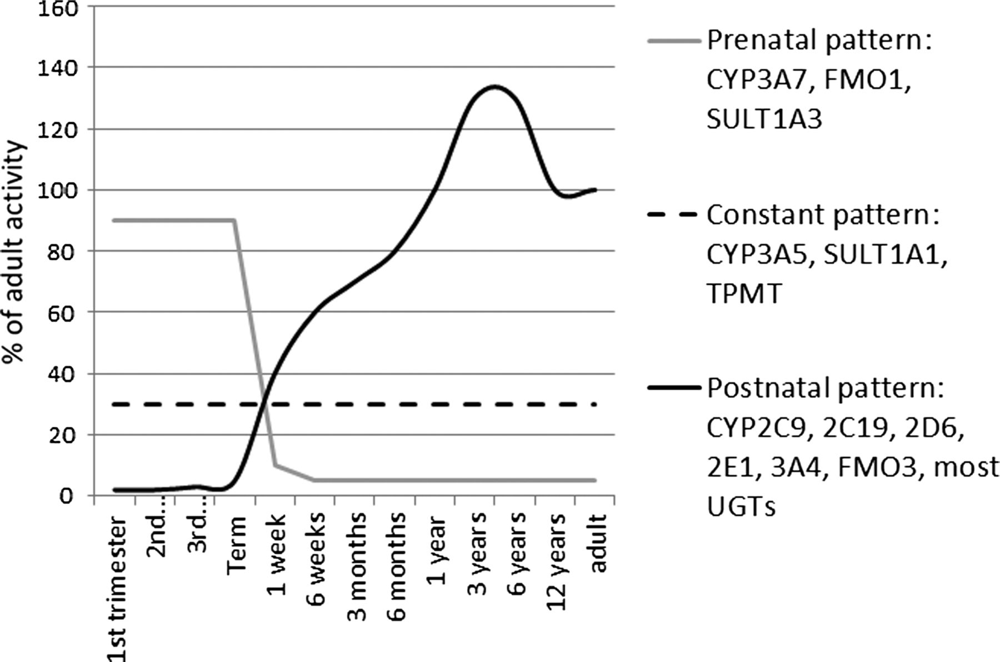 % of adult activity
160
140
120
100
80
60
40
20
0
1st trimester
2nd...
3rd...
Term
1 week
6 weeks
3 months
6 months
1 year
3 years
6 years
12 years
adult
Prenatal pattern:
CYP3A7, FMO1,
SULT1A3
Constant pattern:
CYP3A5, SULT1A1,
TPMT
Postnatal pattern:
CYP2C9, 2C19, 2D6,
2E1, 3A4, FMO3, most
UGTs